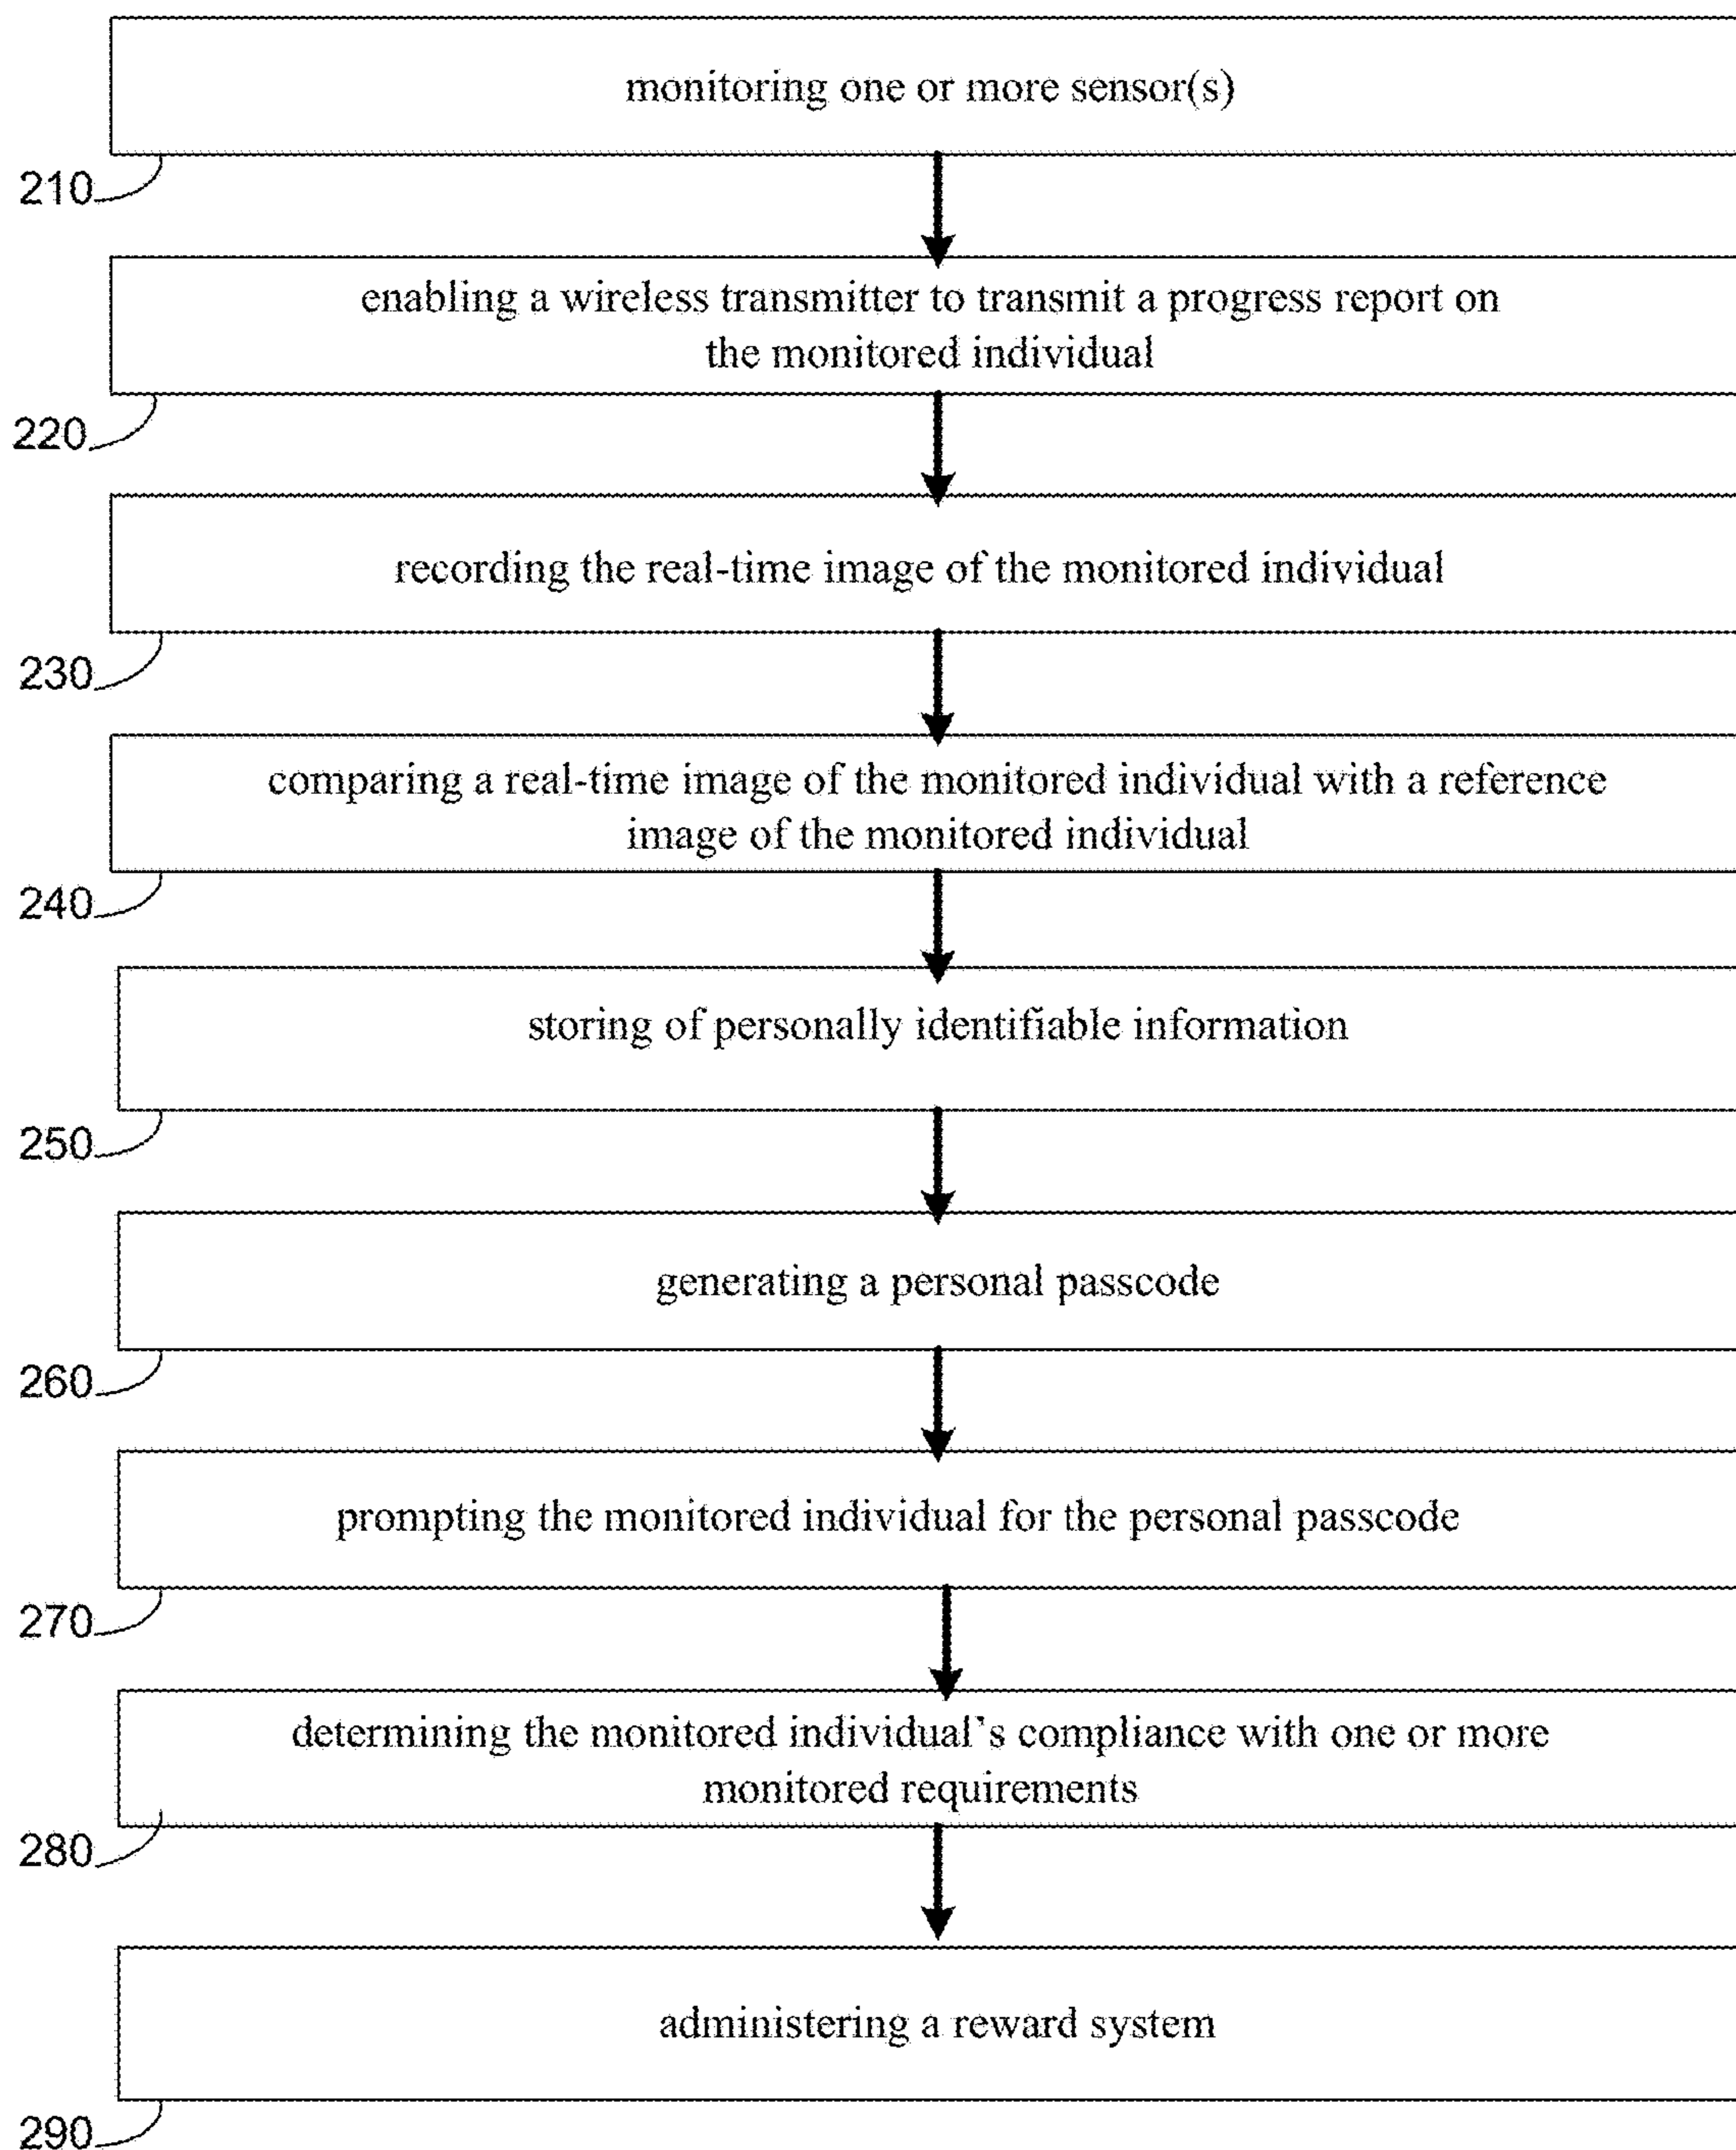 monitoring one or more sensor(s)
210
enabling a wireless transmitter to transmit a progress report on
the monitored individual
220
recording the real-time image of the monitored individual
230
comparing a real-time image of the monitored individual with a reference
image of the monitored individual
240
storing of personally identifiable information
250
generating a personal passcode
260
prompting the monitored individual for the personal passcode
270
determining the monitored individual's compliance with one or more
monitored requirements
280
administering a reward system
290